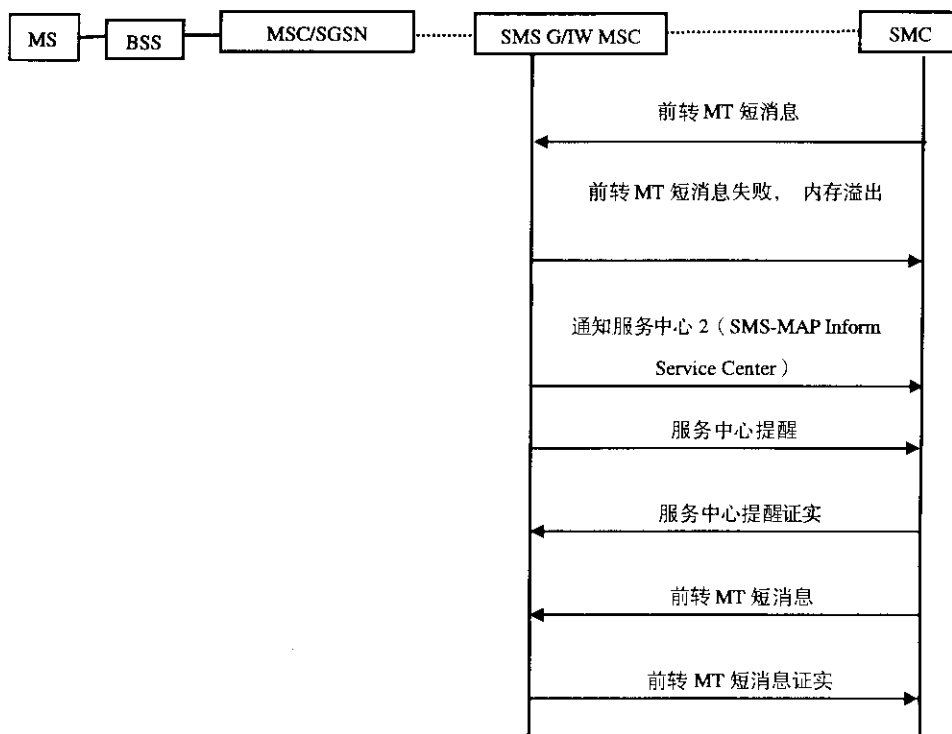 MS
BSS
MSC/SGSN
SMS G/IW MSC
SMC
前转 MT 短消息
前转 MT 短消息失败， 内存溢出
通知服务中心 2（SMS-MAP Inform
Service Center）
服务中心提醒
服务中心提醒证实
前转 MT 短消息
前转 MT 短消息证实